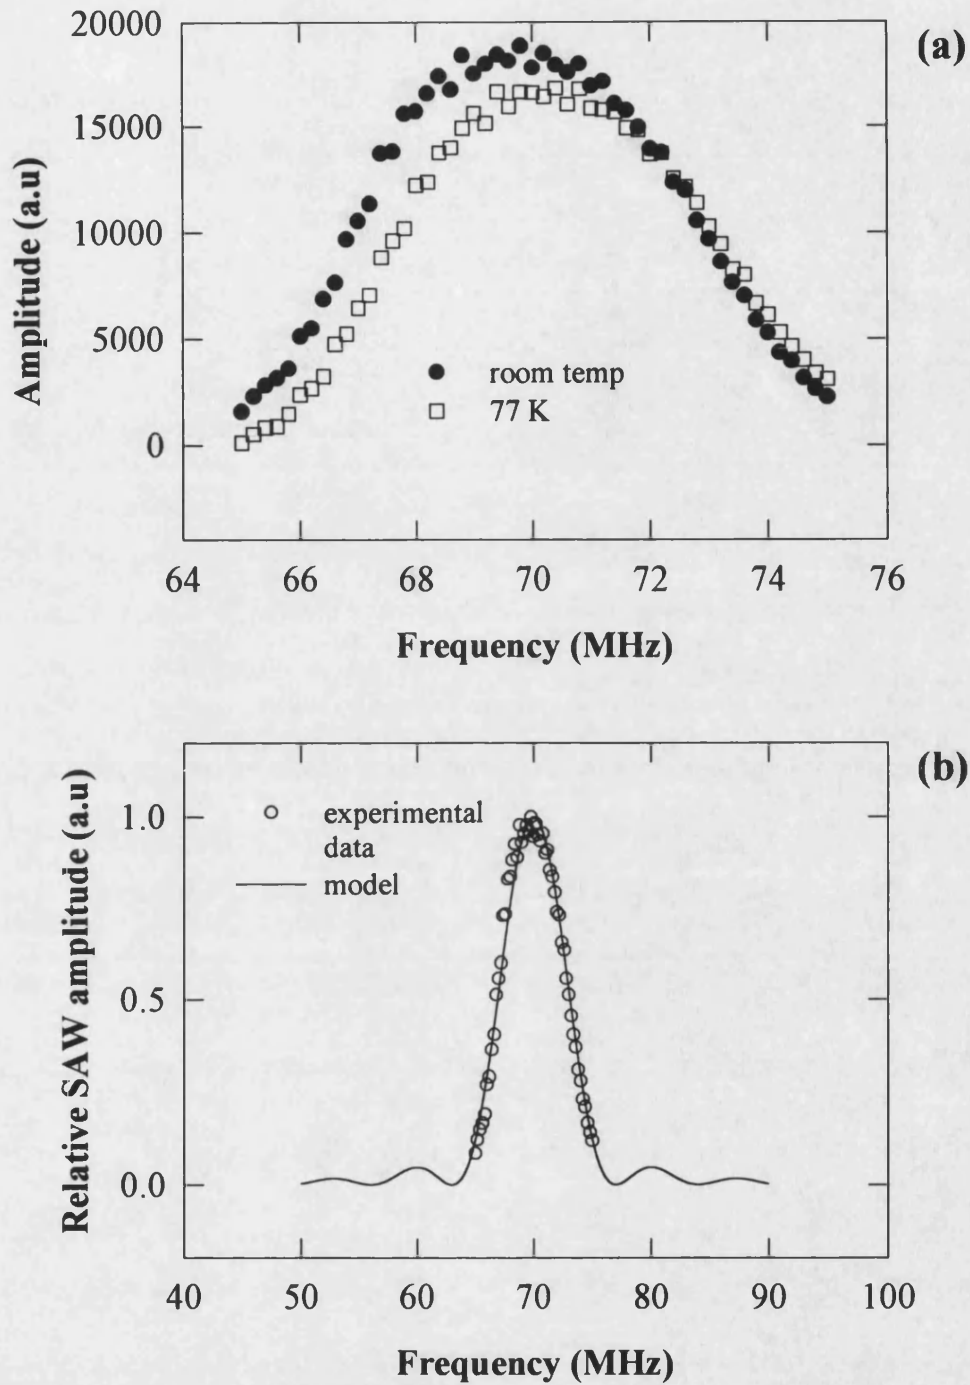 (a)
20000
15000
10000
5000
0
Amplitude (a.u)
room temp
77 K
64 66 68 70 72 74 76
Frequency (MHz)
(b)
1.0
0.5
0.0
Relative SAW amplitude (a.u)
experimental
data
model
40 50 60 70 80 90 100
Frequency (MHz)